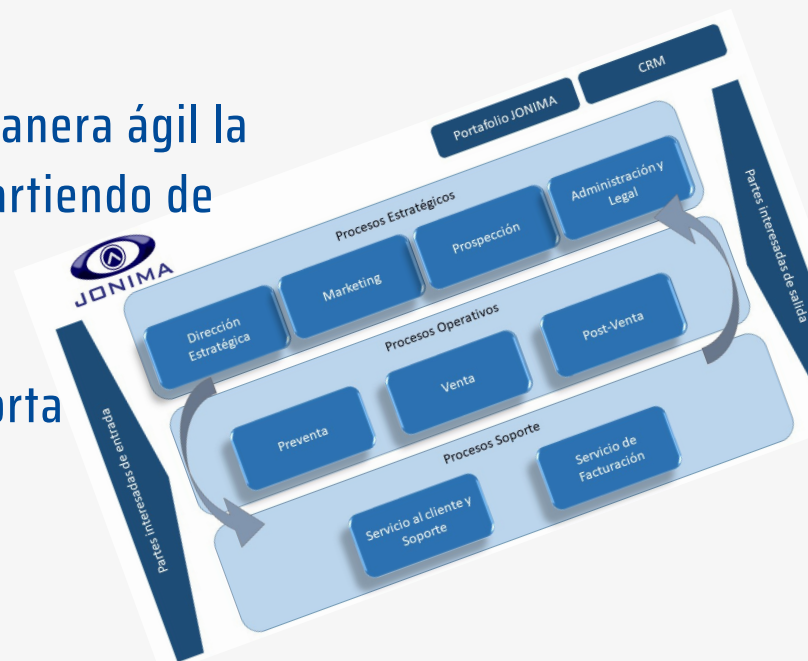 anera ágil la
artiendo de
orta
Portafolio JONIMA
CRM
JONIMA
Procesos Estratégicos
Dirección
Estratégica
Marketing
Prospección
Administración y
Legal
Procesos Operativos
Preventa
Venta
Post-Venta
Procesos Soporte
Servicio al cliente y
Soporte
Servicio de
Facturación
Partes interesadas de entrada
Partes interesadas de salida